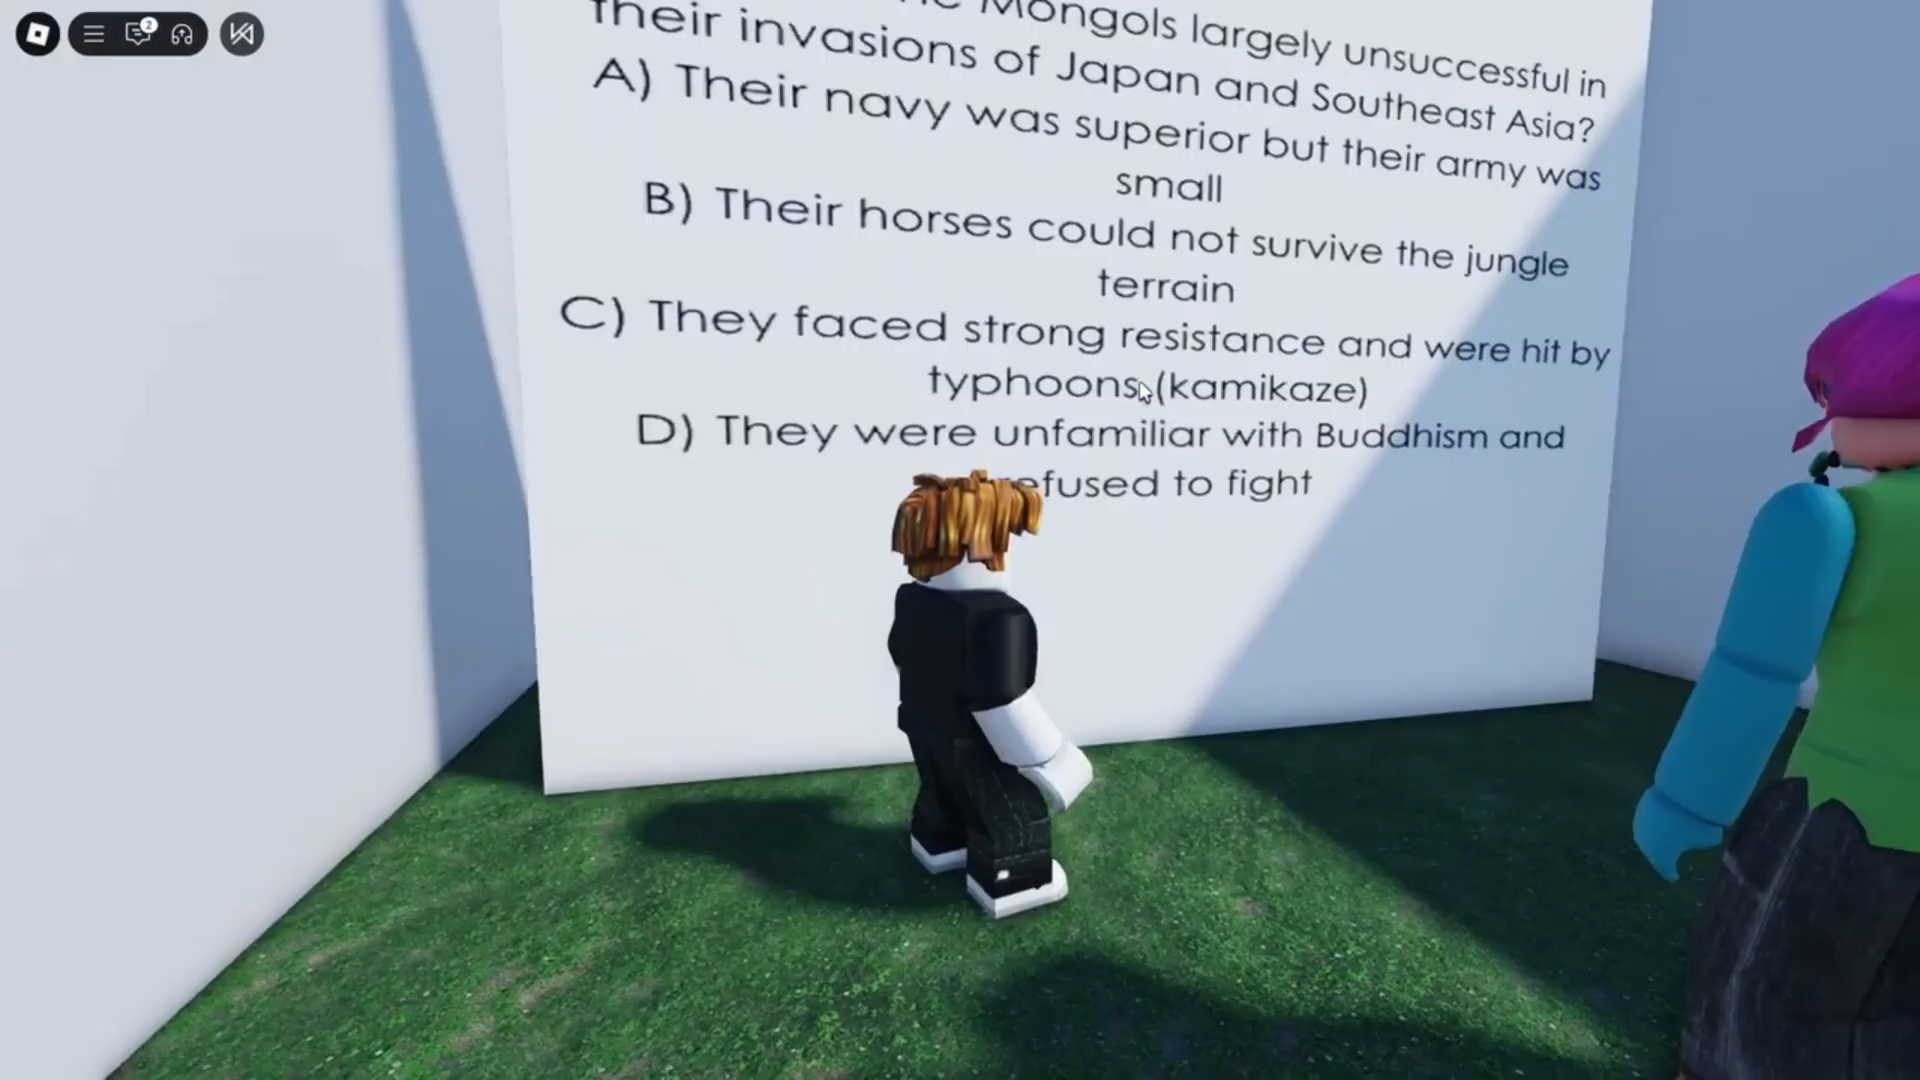 2
Mongols largely unsuccessful in
their invasions of Japan and Southeast Asia?
A) Their navy was superior but their army was
small
B) Their horses could not survive the jungle
terrain
C) They faced strong resistance and were hit by
typhoons (kamikaze)
D) They were unfamiliar with Buddhism and
efused to fight